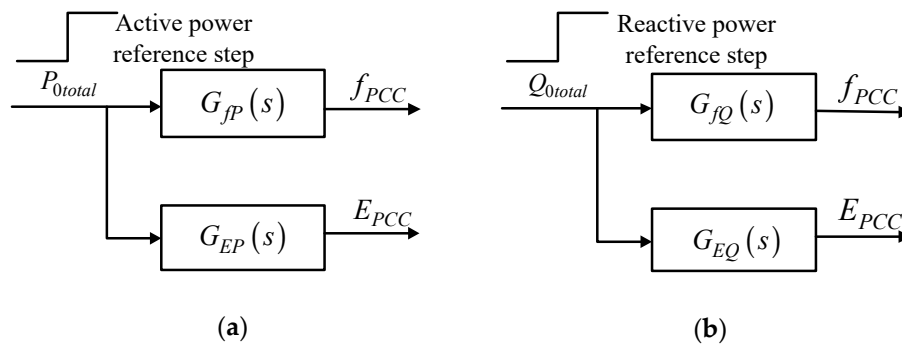 Active power
reference step
P0total
GfP(s)
fPCC
GEP(s)
EPCC
(a)
Reactive power
reference step
Q0total
GfQ(s)
fPCC
GEQ(s)
EPCC
(b)